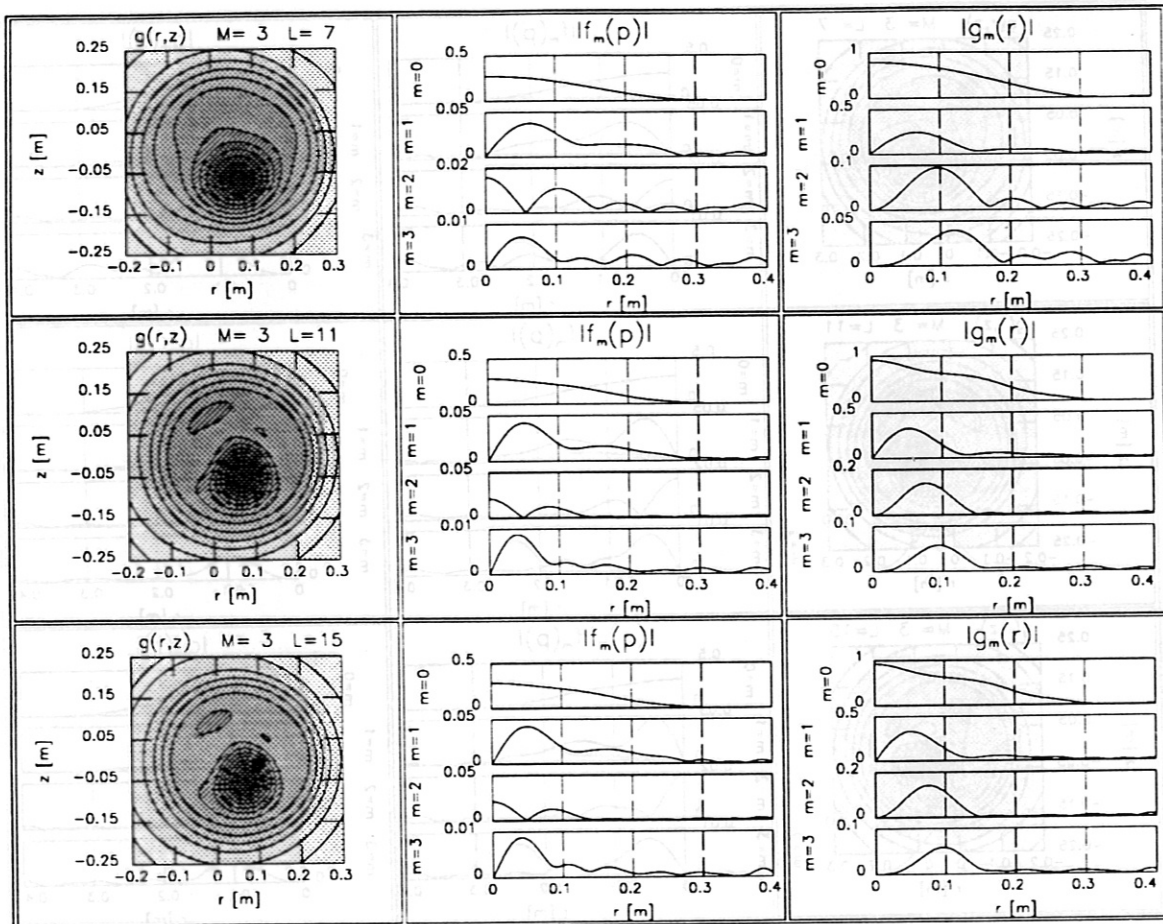 g(r,z) M= 3 L= 7
z [m]
0.25
0.15
0.05
−0.05
−0.15
−0.25
−0.2 −0.1 0 0.1 0.2 0.3
r [m]
|f_m(p)|
m=0
0.5
0
m=1
0.05
0
m=2
0.02
0
m=3
0.01
0
0 0.1 0.2 0.3 0.4
r [m]
|g_m(r)|
m=0
1
0
m=1
0.5
0
m=2
0.1
0
m=3
0.05
0
0 0.1 0.2 0.3 0.4
r [m]
g(r,z) M= 3 L=11
z [m]
0.25
0.15
0.05
−0.05
−0.15
−0.25
−0.2 −0.1 0 0.1 0.2 0.3
r [m]
|f_m(p)|
m=0
0.5
0
m=1
0.05
0
m=2
0.05
0
m=3
0.01
0
0 0.1 0.2 0.3 0.4
r [m]
|g_m(r)|
m=0
1
0
m=1
0.5
0
m=2
0.2
0
m=3
0.1
0
0 0.1 0.2 0.3 0.4
r [m]
g(r,z) M= 3 L=15
z [m]
0.25
0.15
0.05
−0.05
−0.15
−0.25
−0.2 −0.1 0 0.1 0.2 0.3
r [m]
|f_m(p)|
m=0
0.5
0
m=1
0.05
0
m=2
0.05
0
m=3
0.01
0
0 0.1 0.2 0.3 0.4
r [m]
|g_m(r)|
m=0
1
0
m=1
0.5
0
m=2
0.2
0
m=3
0.1
0
0 0.1 0.2 0.3 0.4
r [m]